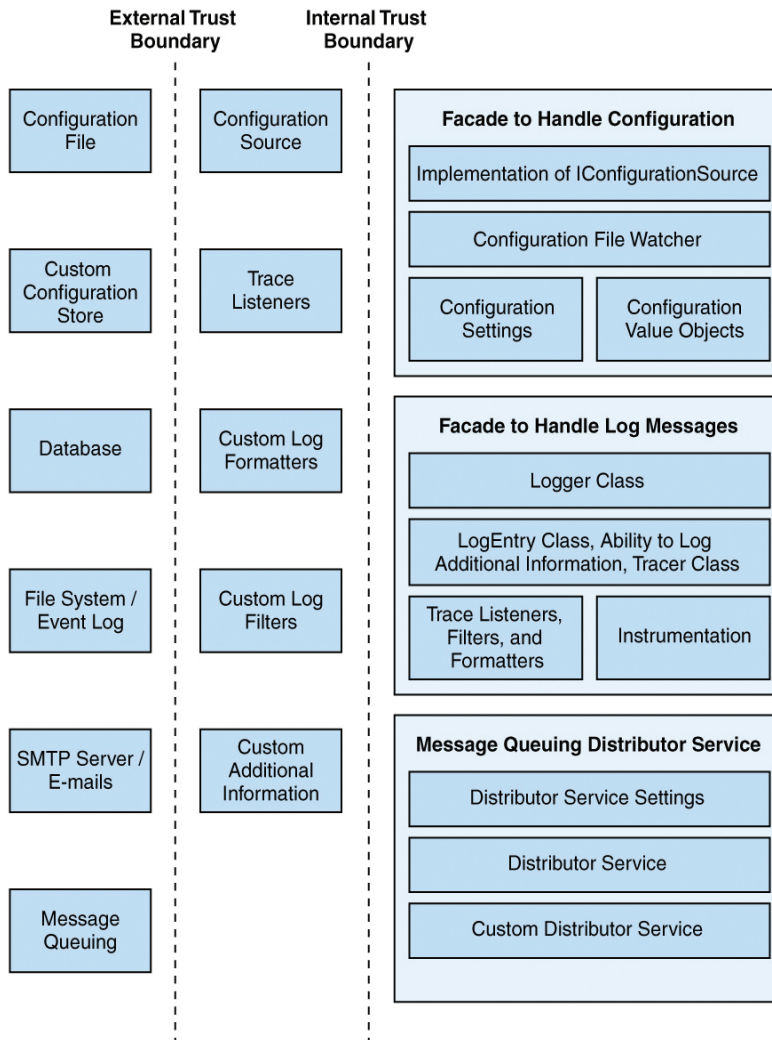 External Trust
Boundary
Internal Trust
Boundary
Configuration
File
Custom
Configuration
Store
Database
File System /
Event Log
SMTP Server /
E-mails
Message
Queuing
Configuration
Source
Trace
Listeners
Custom Log
Formatters
Custom Log
Filters
Custom
Additional
Information
Facade to Handle Configuration
Implementation of IConfigurationSource
Configuration File Watcher
Configuration
Settings
Configuration
Value Objects
Facade to Handle Log Messages
Logger Class
LogEntry Class, Ability to Log
Additional Information, Tracer Class
Trace Listeners,
Filters, and
Formatters
Instrumentation
Message Queuing Distributor Service
Distributor Service Settings
Distributor Service
Custom Distributor Service